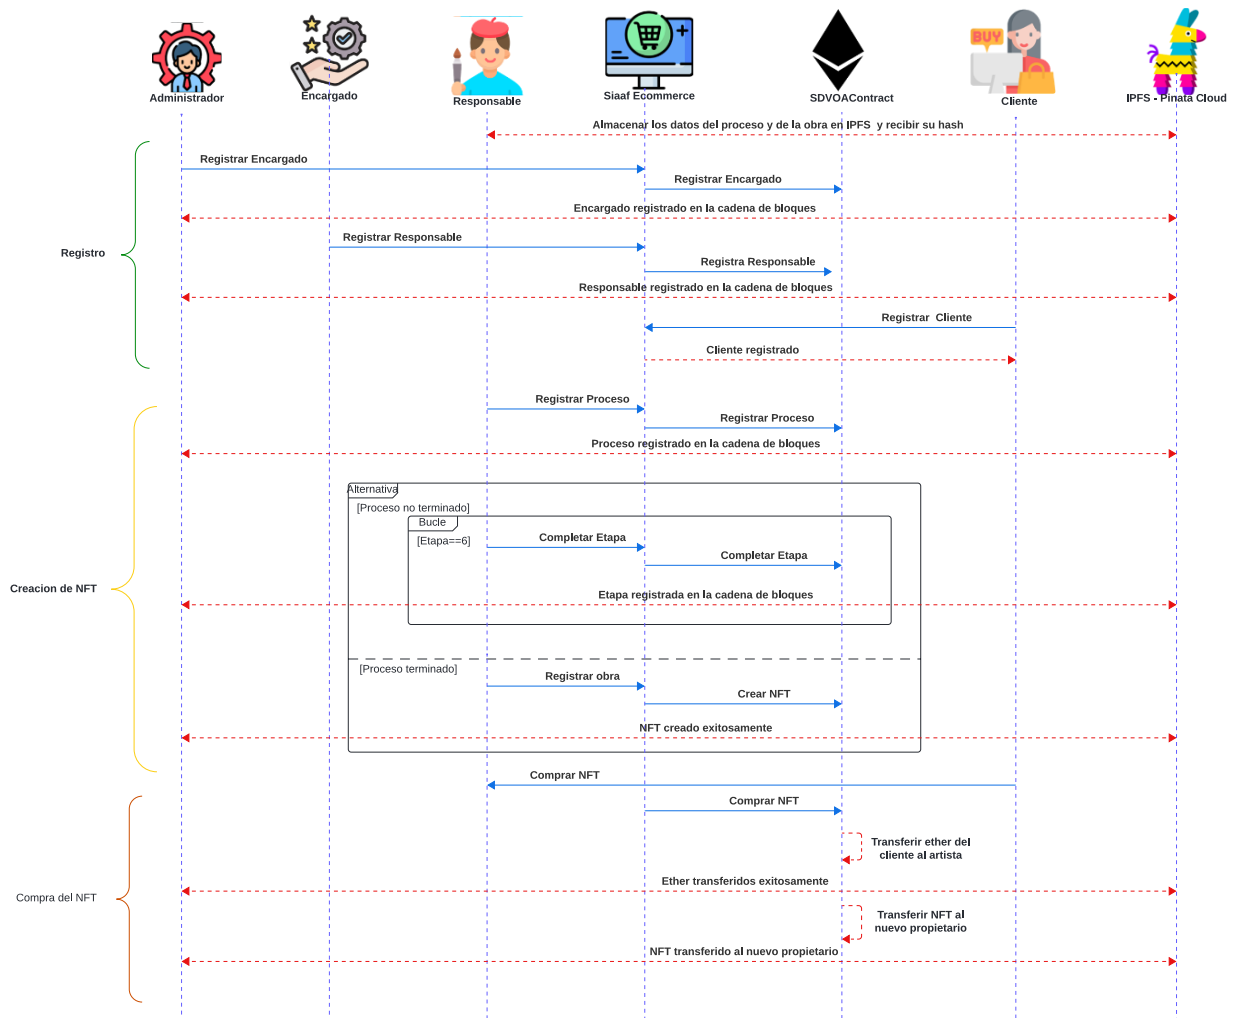 BUY
Administrador
Encargado
Responsable
Siaaf Ecommerce
SDVOAContract
Cliente
IPFS - Pinata Cloud
Almacenar los datos del proceso y de la obra en IPFS y recibir su hash
Registrar Encargado
Registrar Encargado
Encargado registrado en la cadena de bloques
Registrar Responsable
Registro
Registra Responsable
Responsable registrado en la cadena de bloques
Registrar Cliente
Cliente registrado
Registrar Proceso
Registrar Proceso
Proceso registrado en la cadena de bloques
Alternativa
[Proceso no terminado]
Bucle
[Etapa==6]
Completar Etapa
Completar Etapa
Creacion de NFT
Etapa registrada en la cadena de bloques
[Proceso terminado]
Registrar obra
Crear NFT
NFT creado exitosamente
Comprar NFT
Comprar NFT
Transferir ether del
cliente al artista
Ether transferidos exitosamente
Compra del NFT
Transferir NFT al
nuevo propietario
NFT transferido al nuevo propietario